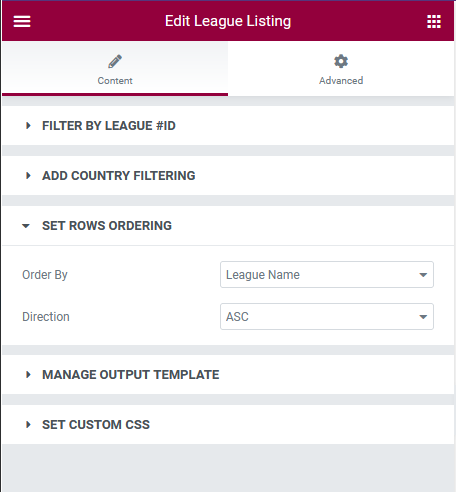 Edit League Listing
Content
Advanced
FILTER BY LEAGUE #ID
ADD COUNTRY FILTERING
SET ROWS ORDERING
Order By
League Name
Direction
ASC
MANAGE OUTPUT TEMPLATE
SET CUSTOM CSS